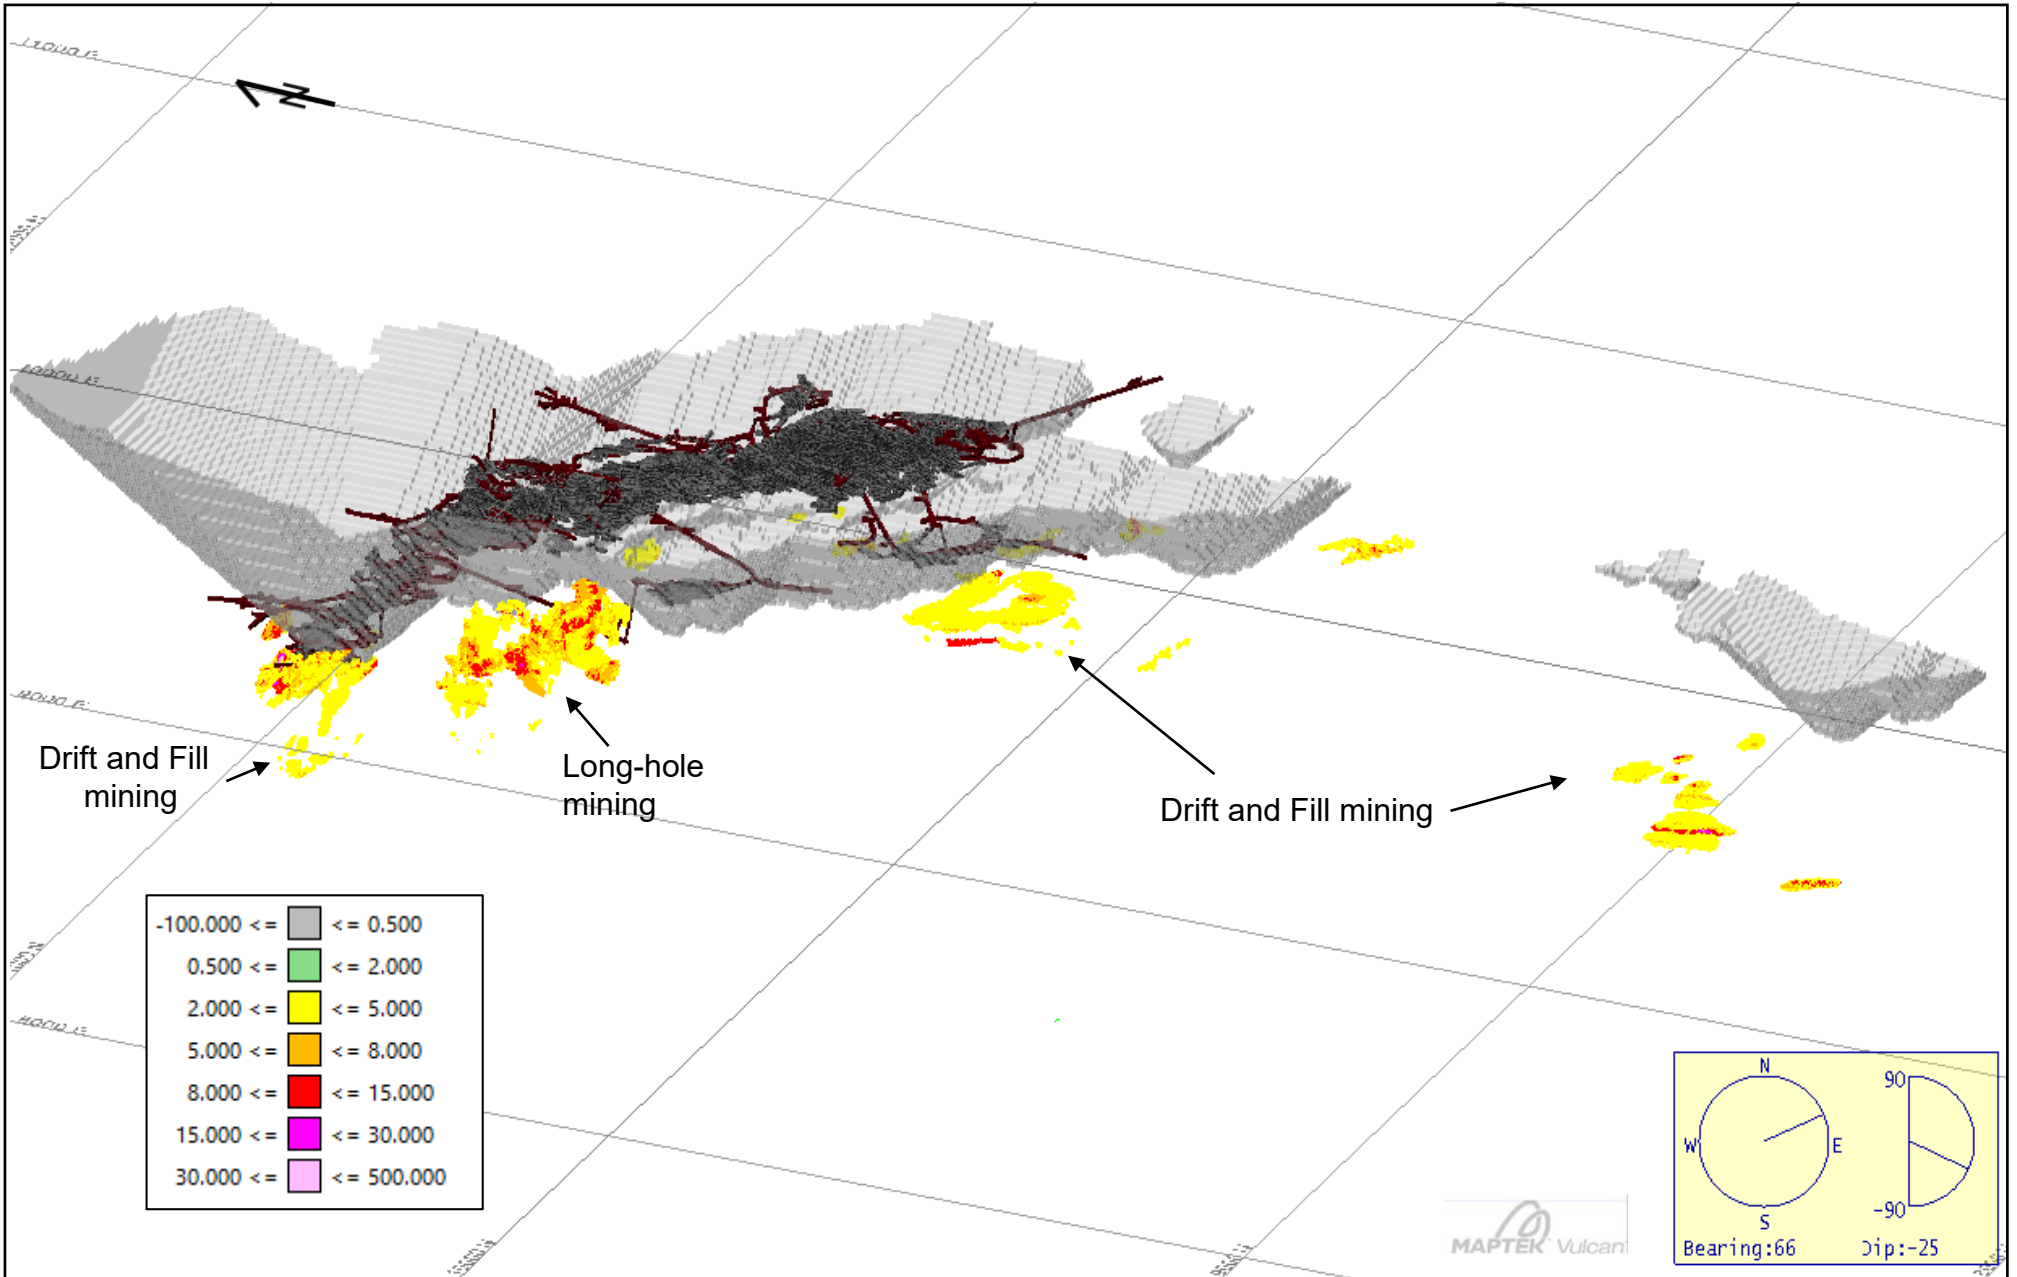 N
Drift and Fill
mining
Long-hole
mining
Drift and Fill mining
-100.000 <= <= 0.500
0.500 <= <= 2.000
2.000 <= <= 5.000
5.000 <= <= 8.000
8.000 <= <= 15.000
15.000 <= <= 30.000
30.000 <= <= 500.000
MAPTEK Vulcan
N
90
W
E
S
-90
Bearing:66
Dip:-25